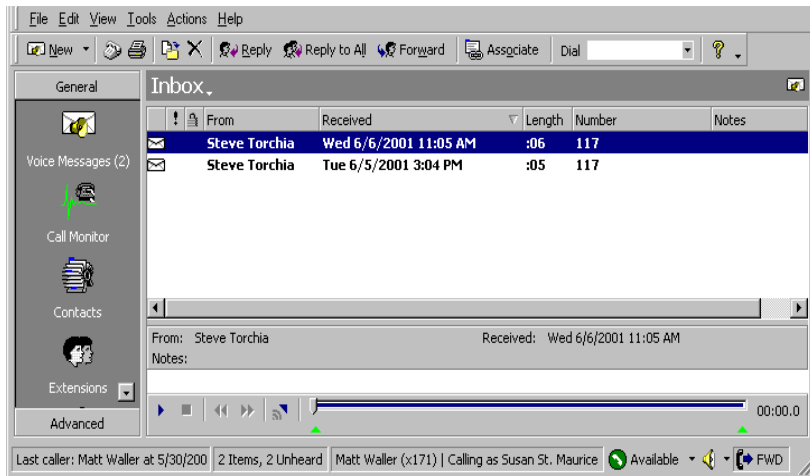 File Edit View Tools Actions Help
New Reply Reply to All Forward Associate Dial
General
Inbox
! From Received Length Number Notes
Steve Torchia Wed 6/6/2001 11:05 AM :06 117
Steve Torchia Tue 6/5/2001 3:04 PM :05 117
Voice Messages (2)
Call Monitor
Contacts
Extensions
Advanced
From: Steve Torchia Received: Wed 6/6/2001 11:05 AM
Notes:
00:00.0
Last caller: Matt Waller at 5/30/200 2 Items, 2 Unheard Matt Waller (x171) | Calling as Susan St. Maurice Available FWD